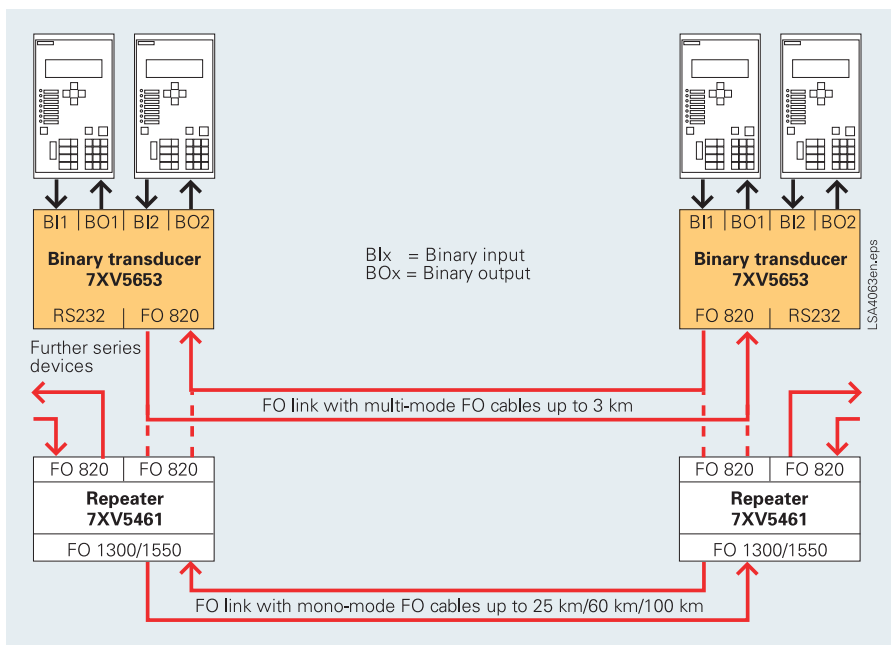 BI1 BO1 BI2 BO2
Binary transducer
7XV5653
RS232 FO 820
BI1 BO1 BI2 BO2
Binary transducer
7XV5653
FO 820 RS232
BIx = Binary input
BOx = Binary output
LSA4063en.eps
Further series
devices
FO link with multi-mode FO cables up to 3 km
FO 820 FO 820
Repeater
7XV5461
FO 1300/1550
FO 820 FO 820
Repeater
7XV5461
FO 1300/1550
FO link with mono-mode FO cables up to 25 km/60 km/100 km